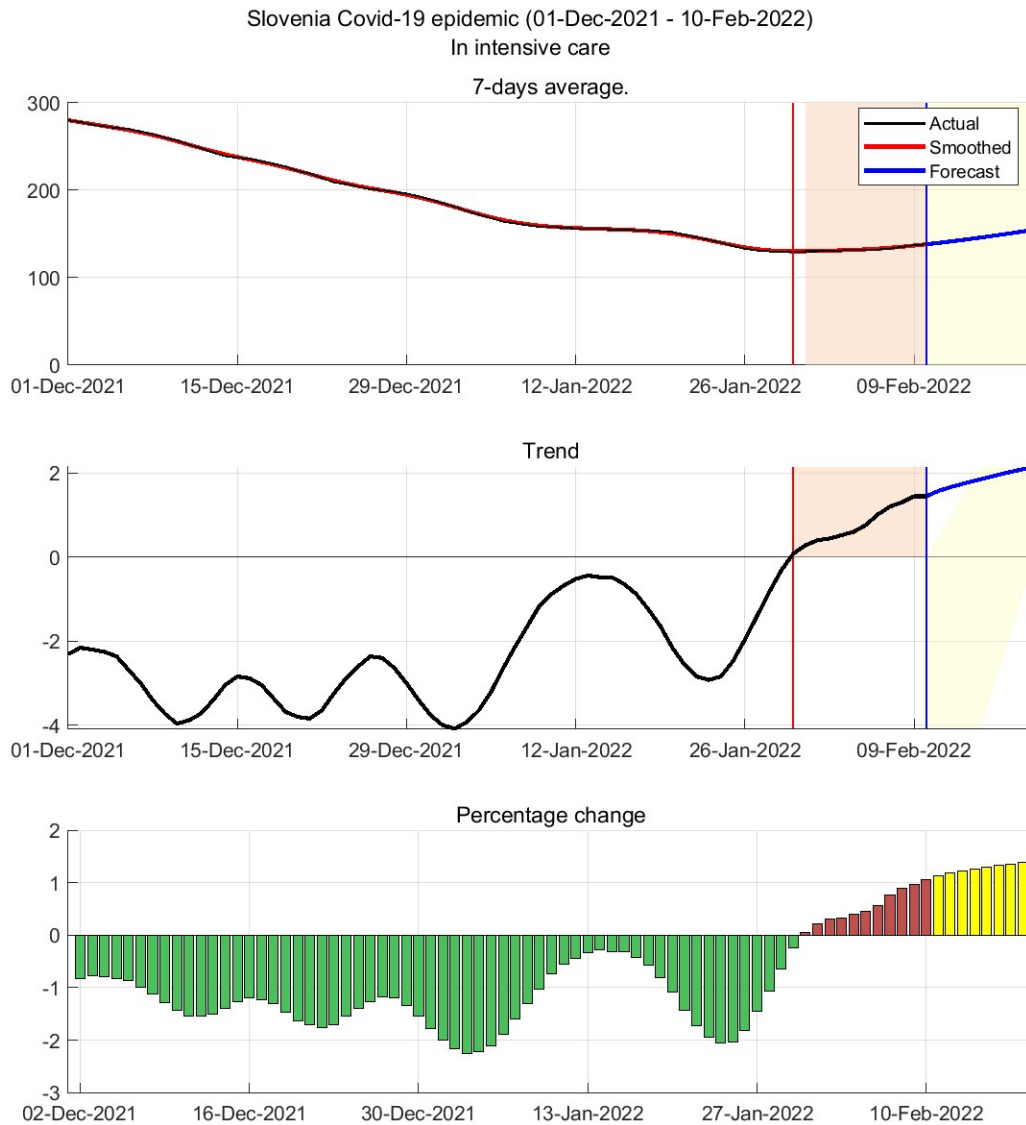 Slovenia Covid-19 epidemic (01-Dec-2021 - 10-Feb-2022)
In intensive care
7-days average.
300
200
100
0
Actual
Smoothed
Forecast
01-Dec-2021 15-Dec-2021 29-Dec-2021 12-Jan-2022 26-Jan-2022 09-Feb-2022
Trend
2
0
-2
-4
01-Dec-2021 15-Dec-2021 29-Dec-2021 12-Jan-2022 26-Jan-2022 09-Feb-2022
Percentage change
2
1
0
-1
-2
-3
02-Dec-2021 16-Dec-2021 30-Dec-2021 13-Jan-2022 27-Jan-2022 10-Feb-2022